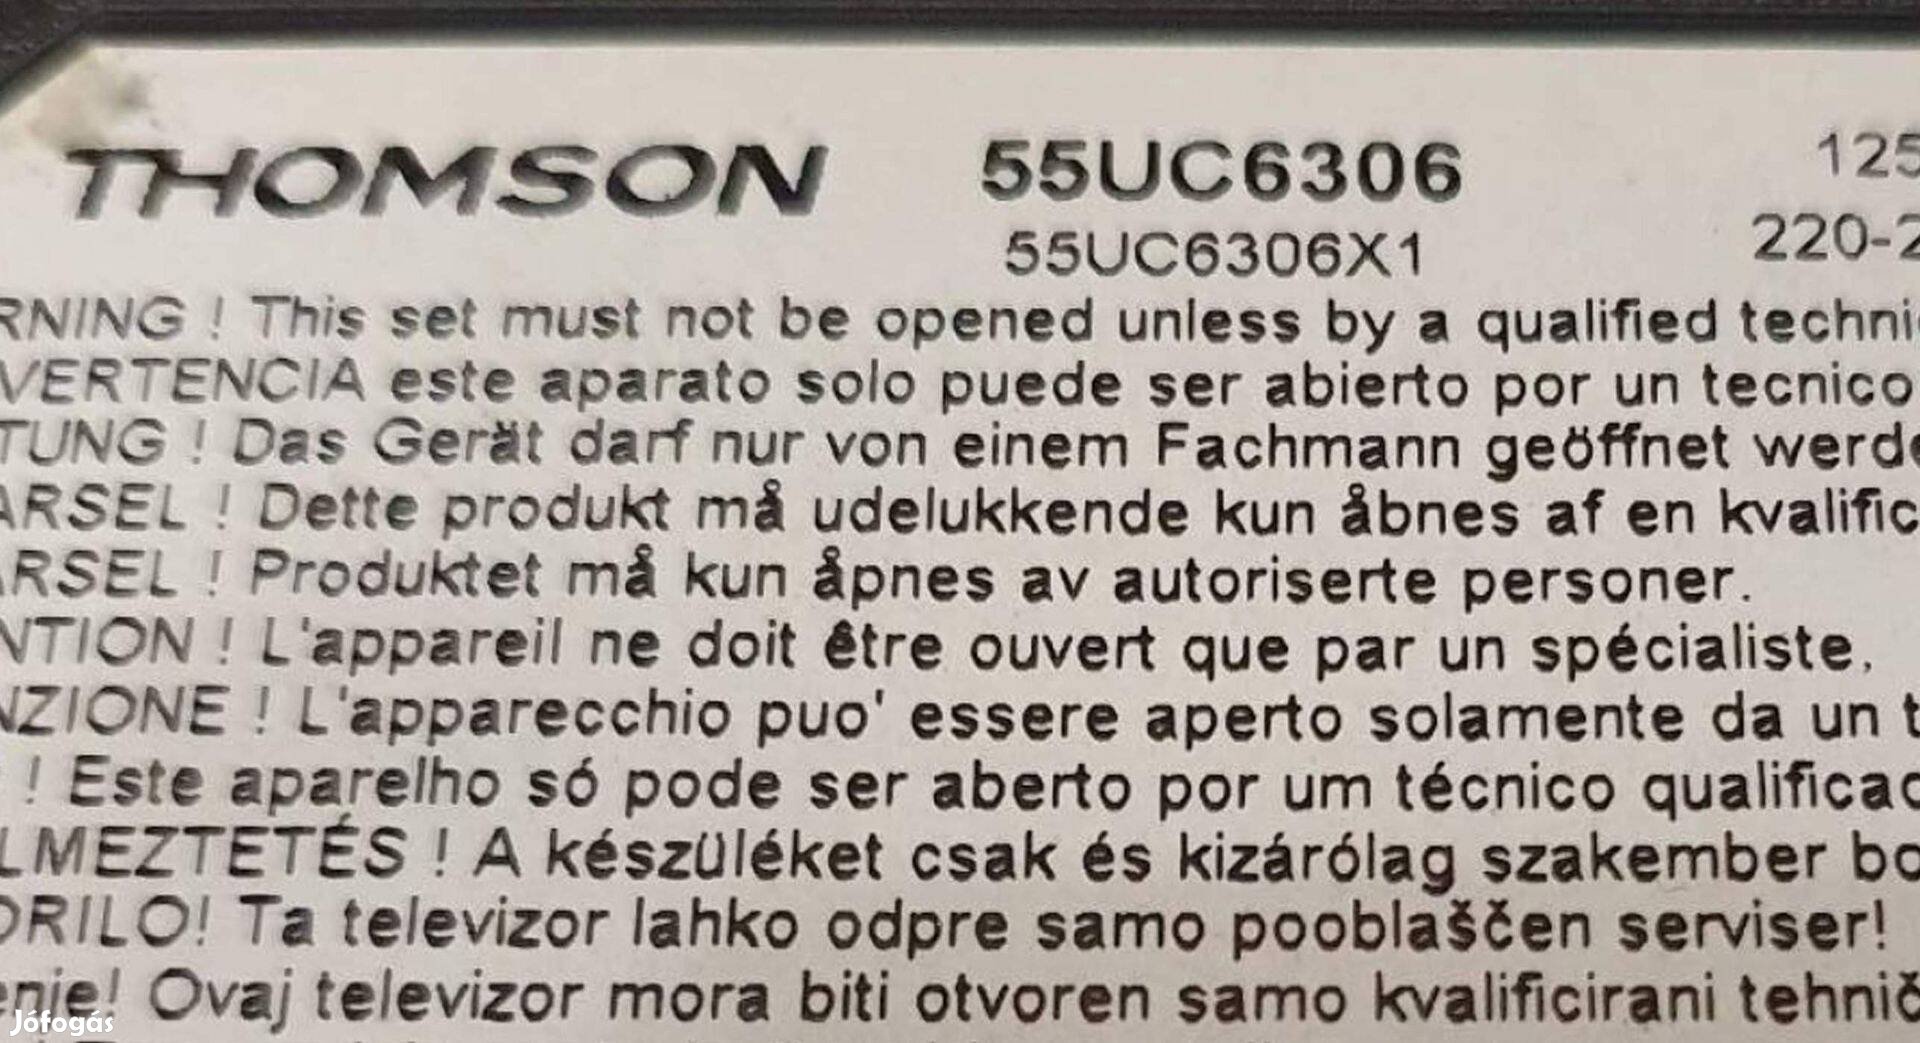 THOMSON 55UC6306 125
55UC6306X1 220-2
RNING ! This set must not be opened unless by a qualified techni
VERTENCIA este aparato solo puede ser abierto por un tecnico
TUNG ! Das Gerät darf nur von einem Fachmann geöffnet werde
ARSEL ! Dette produkt må udelukkende kun åbnes af en kvalific
ARSEL ! Produktet må kun åpnes av autoriserte personer.
NTION ! L'appareil ne doit être ouvert que par un spécialiste.
NZIONE ! L'apparecchio puo' essere aperto solamente da un t
! Este aparelho só pode ser aberto por um técnico qualificad
LMEZTETÉS ! A készüléket csak és kizárólag szakember bo
ORILO! Ta televizor lahko odpre samo pooblaščen serviser!
enje! Ovaj televizor mora biti otvoren samo kvalificirani tehnič
Jófogás